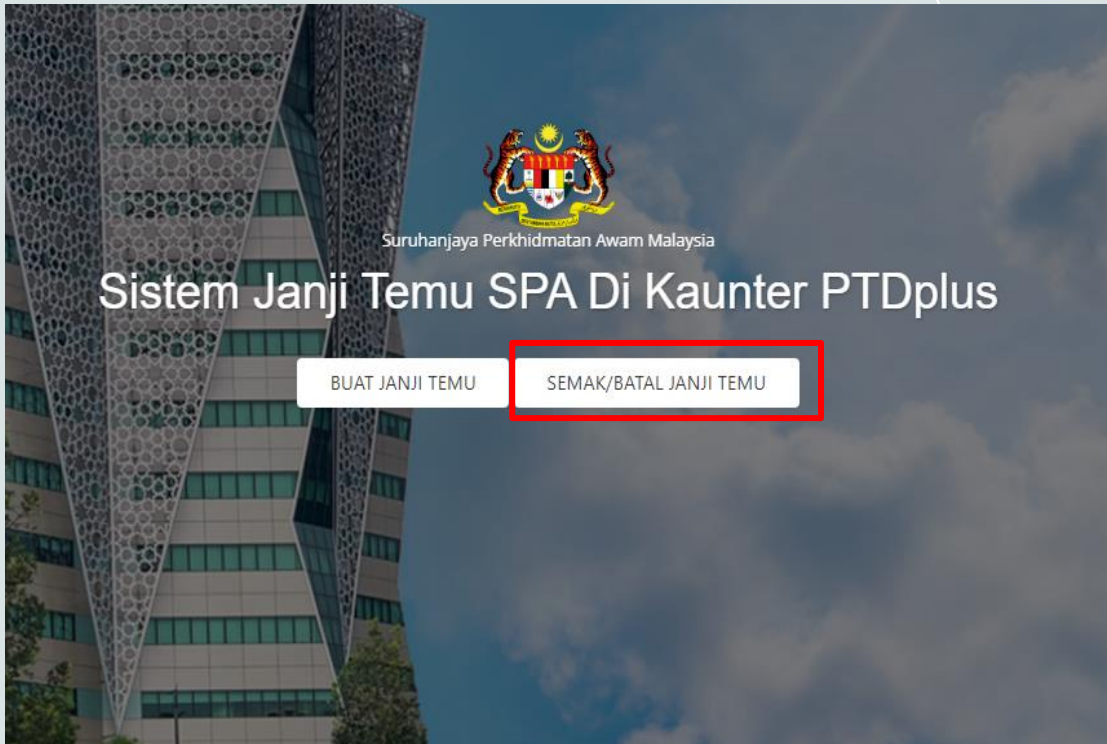 Suruhanjaya Perkhidmatan Awam Malaysia
Sistem Janji Temu SPA Di Kaunter PTDplus
BUAT JANJI TEMU
SEMAK/BATAL JANJI TEMU